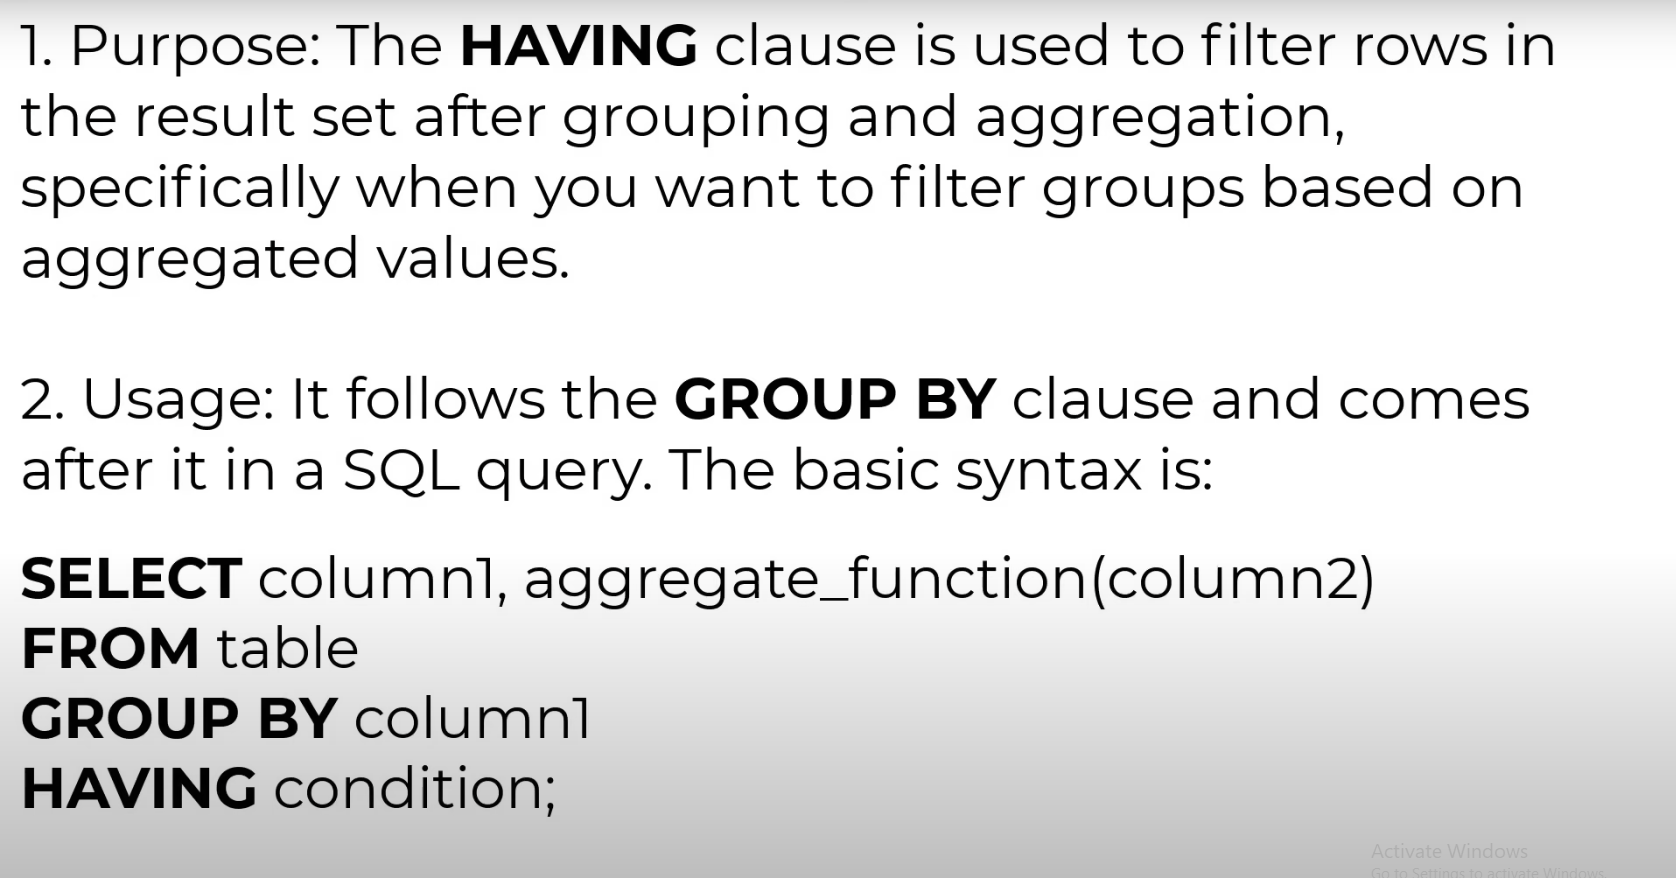 1. Purpose: The HAVING clause is used to filter rows in
the result set after grouping and aggregation,
specifically when you want to filter groups based on
aggregated values.
2. Usage: It follows the GROUP BY clause and comes
after it in a SQL query. The basic syntax is:
SELECT column1, aggregate_function(column2)
FROM table
GROUP BY column1
HAVING condition;
Activate Windows
Go to Settings to activate Windows.